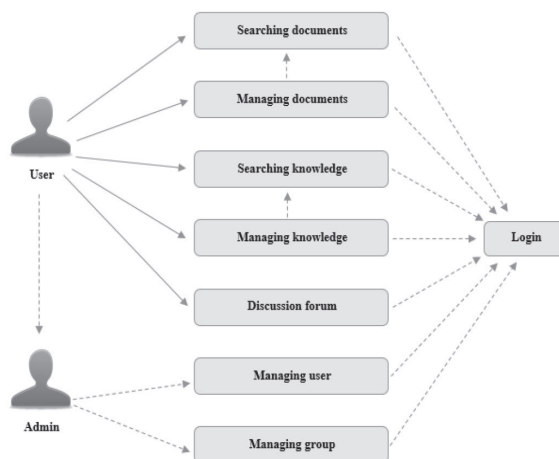 Searching documents
Managing documents
Searching knowledge
User
Managing knowledge
Login
Discussion forum
Managing user
Admin
Managing group